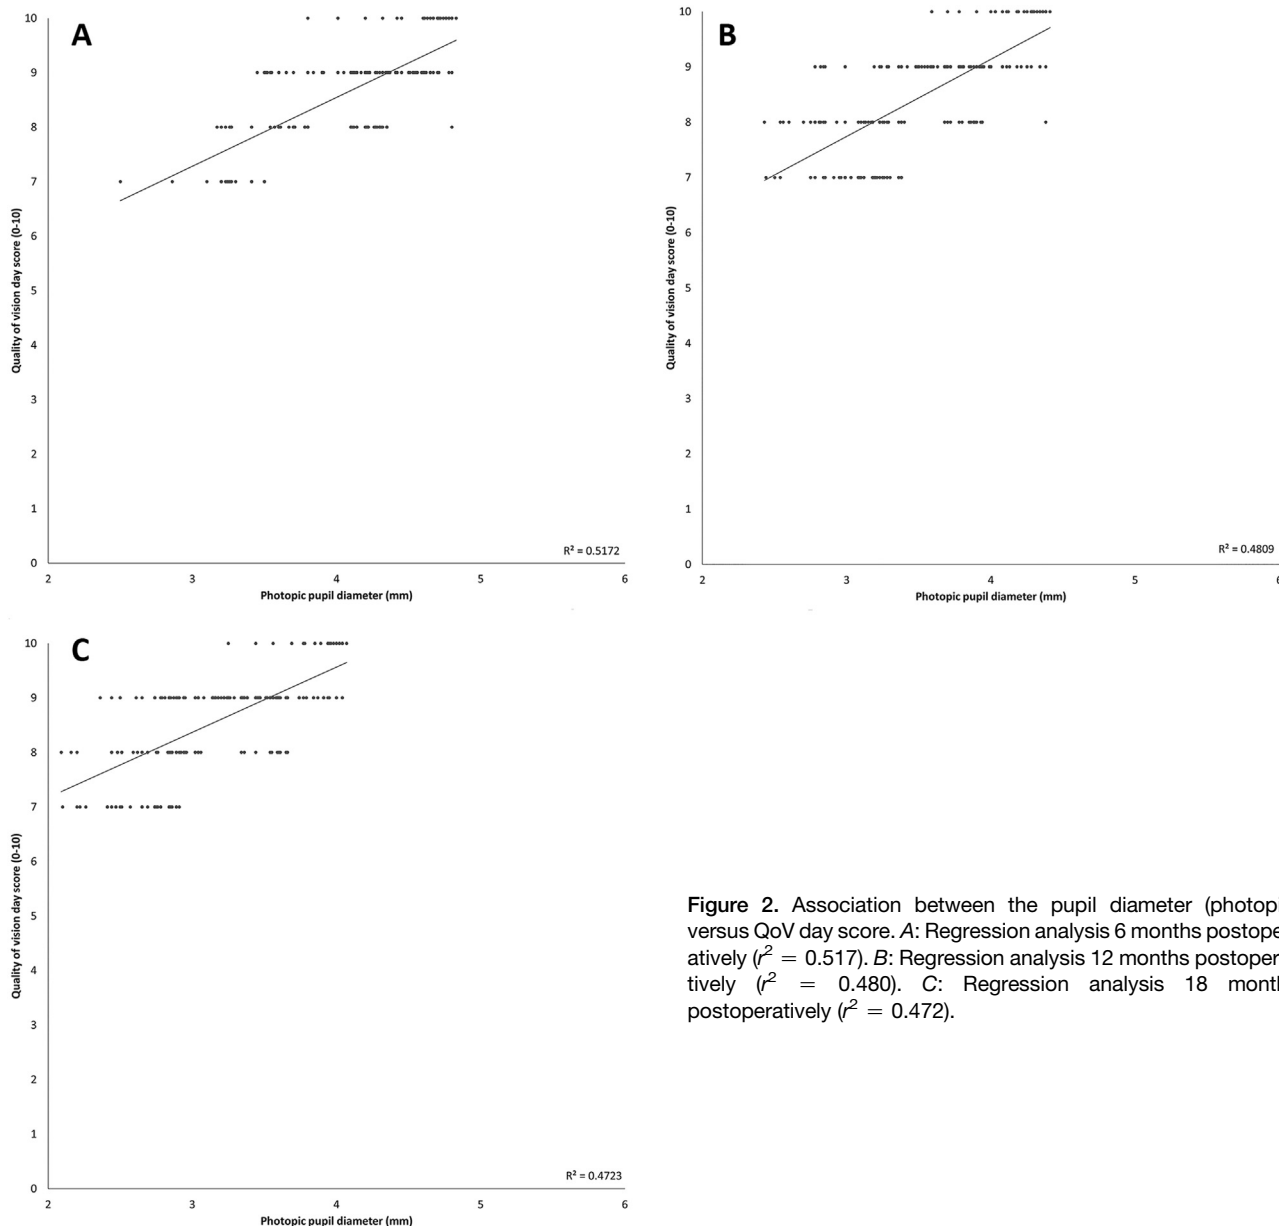 A
10
9
8
7
6
5
4
3
2
1
0
2 3 4 5 6
Quality of vision day score (0-10)
Photopic pupil diameter (mm)
R² = 0.5172
B
10
9
8
7
6
5
4
3
2
1
0
2 3 4 5 6
Quality of vision day score (0-10)
Photopic pupil diameter (mm)
R² = 0.4809
C
10
9
8
7
6
5
4
3
2
1
0
2 3 4 5 6
Quality of vision day score (0-10)
Photopic pupil diameter (mm)
R² = 0.4723
Figure 2. Association between the pupil diameter (photopi
versus QoV day score. A: Regression analysis 6 months postope
atively (r² = 0.517). B: Regression analysis 12 months postoper
tively (r² = 0.480). C: Regression analysis 18 month
postoperatively (r² = 0.472).